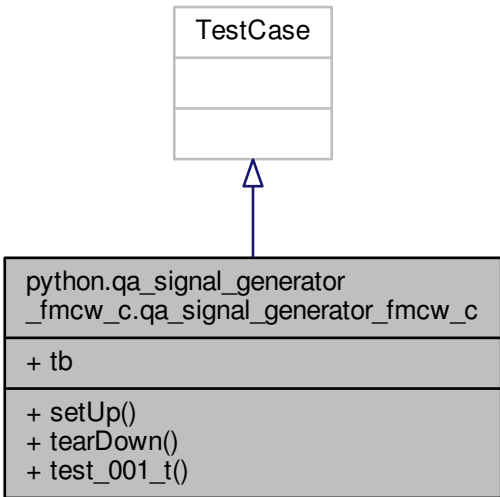 TestCase
python.qa_signal_generator
_fmcw_c.qa_signal_generator_fmcw_c
+ tb
+ setUp()
+ tearDown()
+ test_001_t()